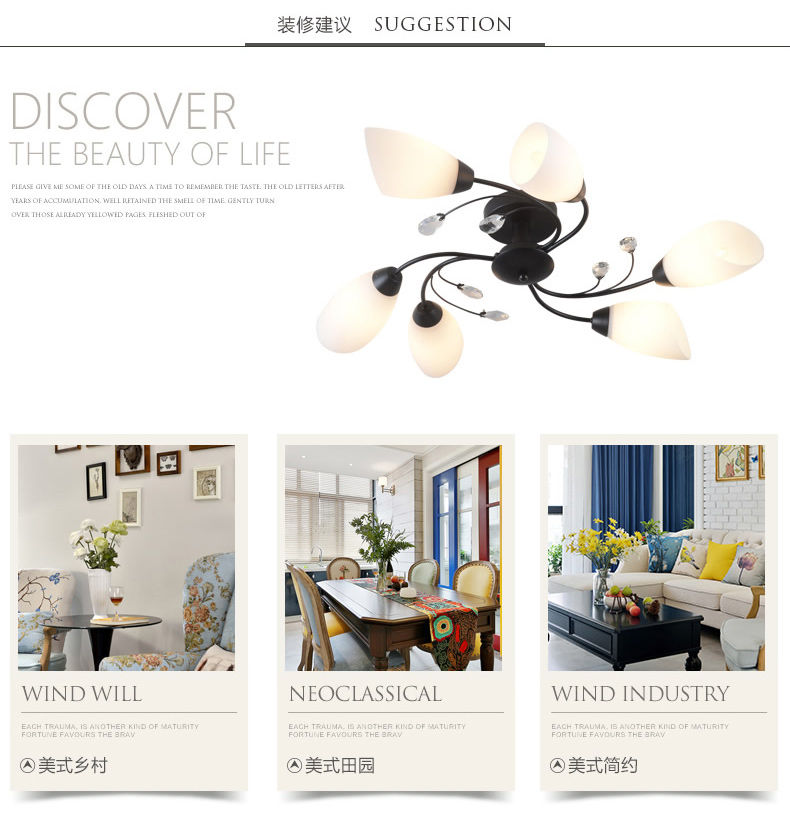 装修建议 SUGGESTION
DISCOVER
THE BEAUTY OF LIFE
PLEASE GIVE ME SOME OF THE OLD DAYS. A TIME TO REMEMBER THE TASTE. THE OLD LETTERS AFTER
YEARS OF ACCUMULATION, WELL RETAINED THE SMELL OF TIME. GENTLY TURN
OVER THOSE ALREADY YELLOWED PAGES. FLESHED OUT OF
WIND WILL
EACH TRAUMA, IS ANOTHER KIND OF MATURITY
FORTUNE FAVOURS THE BRAV
美式乡村
NEOCLASSICAL
EACH TRAUMA, IS ANOTHER KIND OF MATURITY
FORTUNE FAVOURS THE BRAV
美式田园
WIND INDUSTRY
EACH TRAUMA, IS ANOTHER KIND OF MATURITY
FORTUNE FAVOURS THE BRAV
美式简约